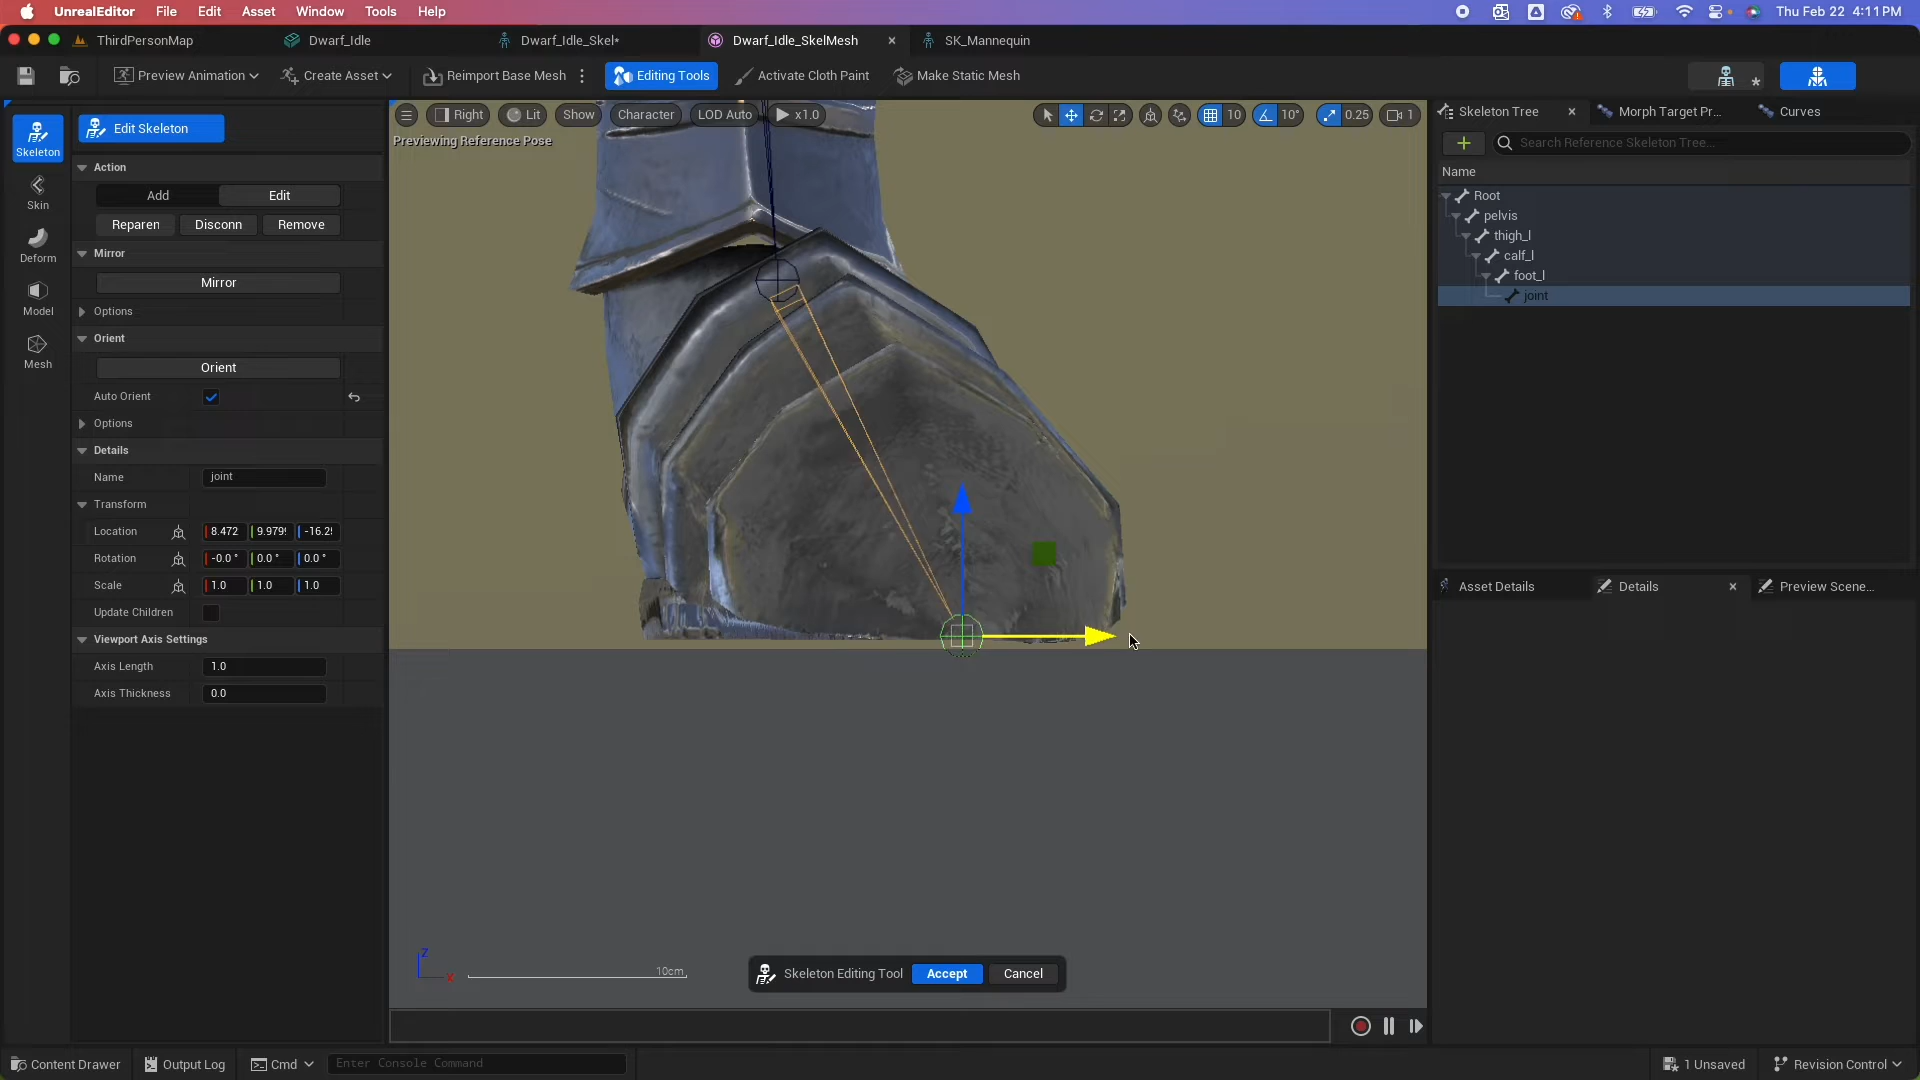 UnrealEditor File Edit Asset Window Tools Help Thu Feb 22 4:11PM
ThirdPersonMap Dwarf_Idle Dwarf_Idle_Skel* Dwarf_Idle_SkelMesh SK_Mannequin
Preview Animation Create Asset Reimport Base Mesh Editing Tools Activate Cloth Paint Make Static Mesh
Right Lit Show Character LOD Auto x1.0 10 10° 0.25 1
Previewing Reference Pose
Skeleton
Skin
Deform
Model
Mesh
Edit Skeleton
Action
Add Edit
Reparen Disconn Remove
Mirror
Mirror
Options
Orient
Orient
Auto Orient
Options
Details
Name joint
Transform
Location 8.472 9.979 -16.2
Rotation -0.0 ° 0.0 ° 0.0 °
Scale 1.0 1.0 1.0
Update Children
Viewport Axis Settings
Axis Length 1.0
Axis Thickness 0.0
Z
X
10cm
Skeleton Editing Tool Accept Cancel
Skeleton Tree Morph Target Pr... Curves
Search Reference Skeleton Tree...
Name
Root
pelvis
thigh_l
calf_l
foot_l
joint
Asset Details Details Preview Scene...
Content Drawer Output Log Cmd Enter Console Command 1 Unsaved Revision Control